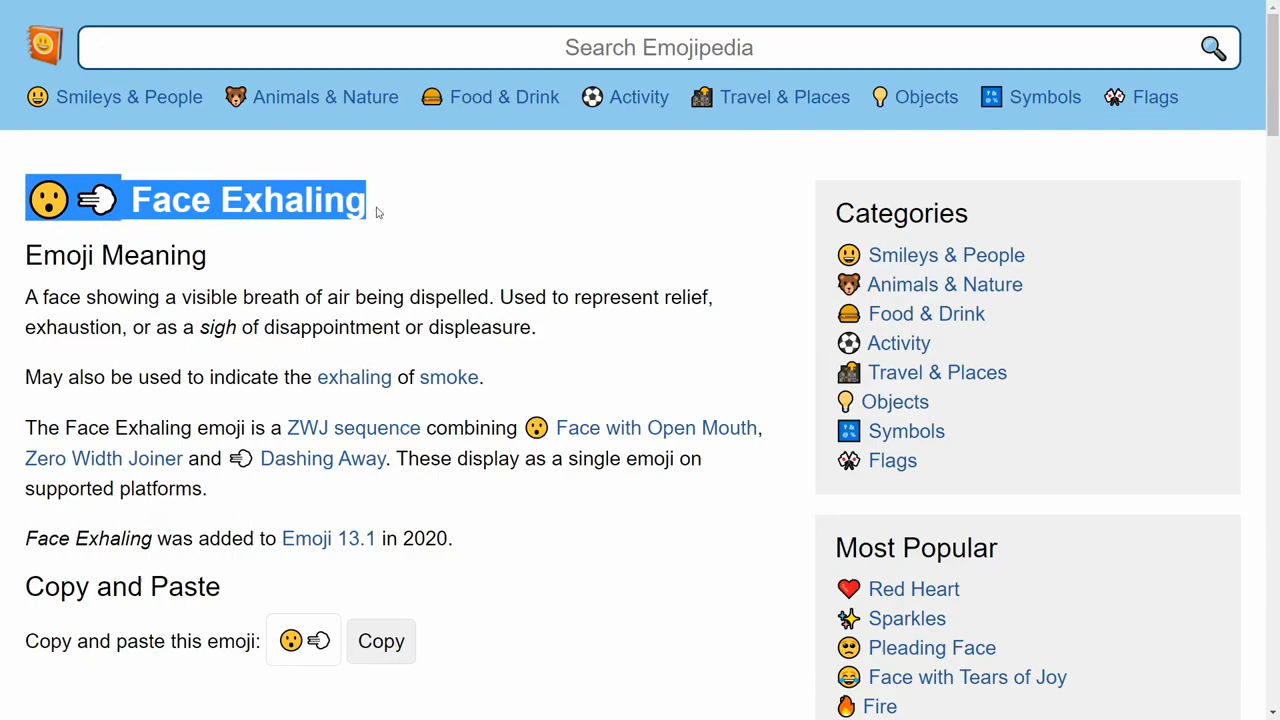 Search Emojipedia
Smileys & People Animals & Nature Food & Drink Activity Travel & Places Objects Symbols Flags
Face Exhaling
Emoji Meaning
A face showing a visible breath of air being dispelled. Used to represent relief,
exhaustion, or as a sigh of disappointment or displeasure.
May also be used to indicate the exhaling of smoke.
The Face Exhaling emoji is a ZWJ sequence combining 😮 Face with Open Mouth,
Zero Width Joiner and 💨 Dashing Away. These display as a single emoji on
supported platforms.
Face Exhaling was added to Emoji 13.1 in 2020.
Copy and Paste
Copy and paste this emoji: 😮💨 Copy
Categories
Smileys & People
Animals & Nature
Food & Drink
Activity
Travel & Places
Objects
Symbols
Flags
Most Popular
Red Heart
Sparkles
Pleading Face
Face with Tears of Joy
Fire